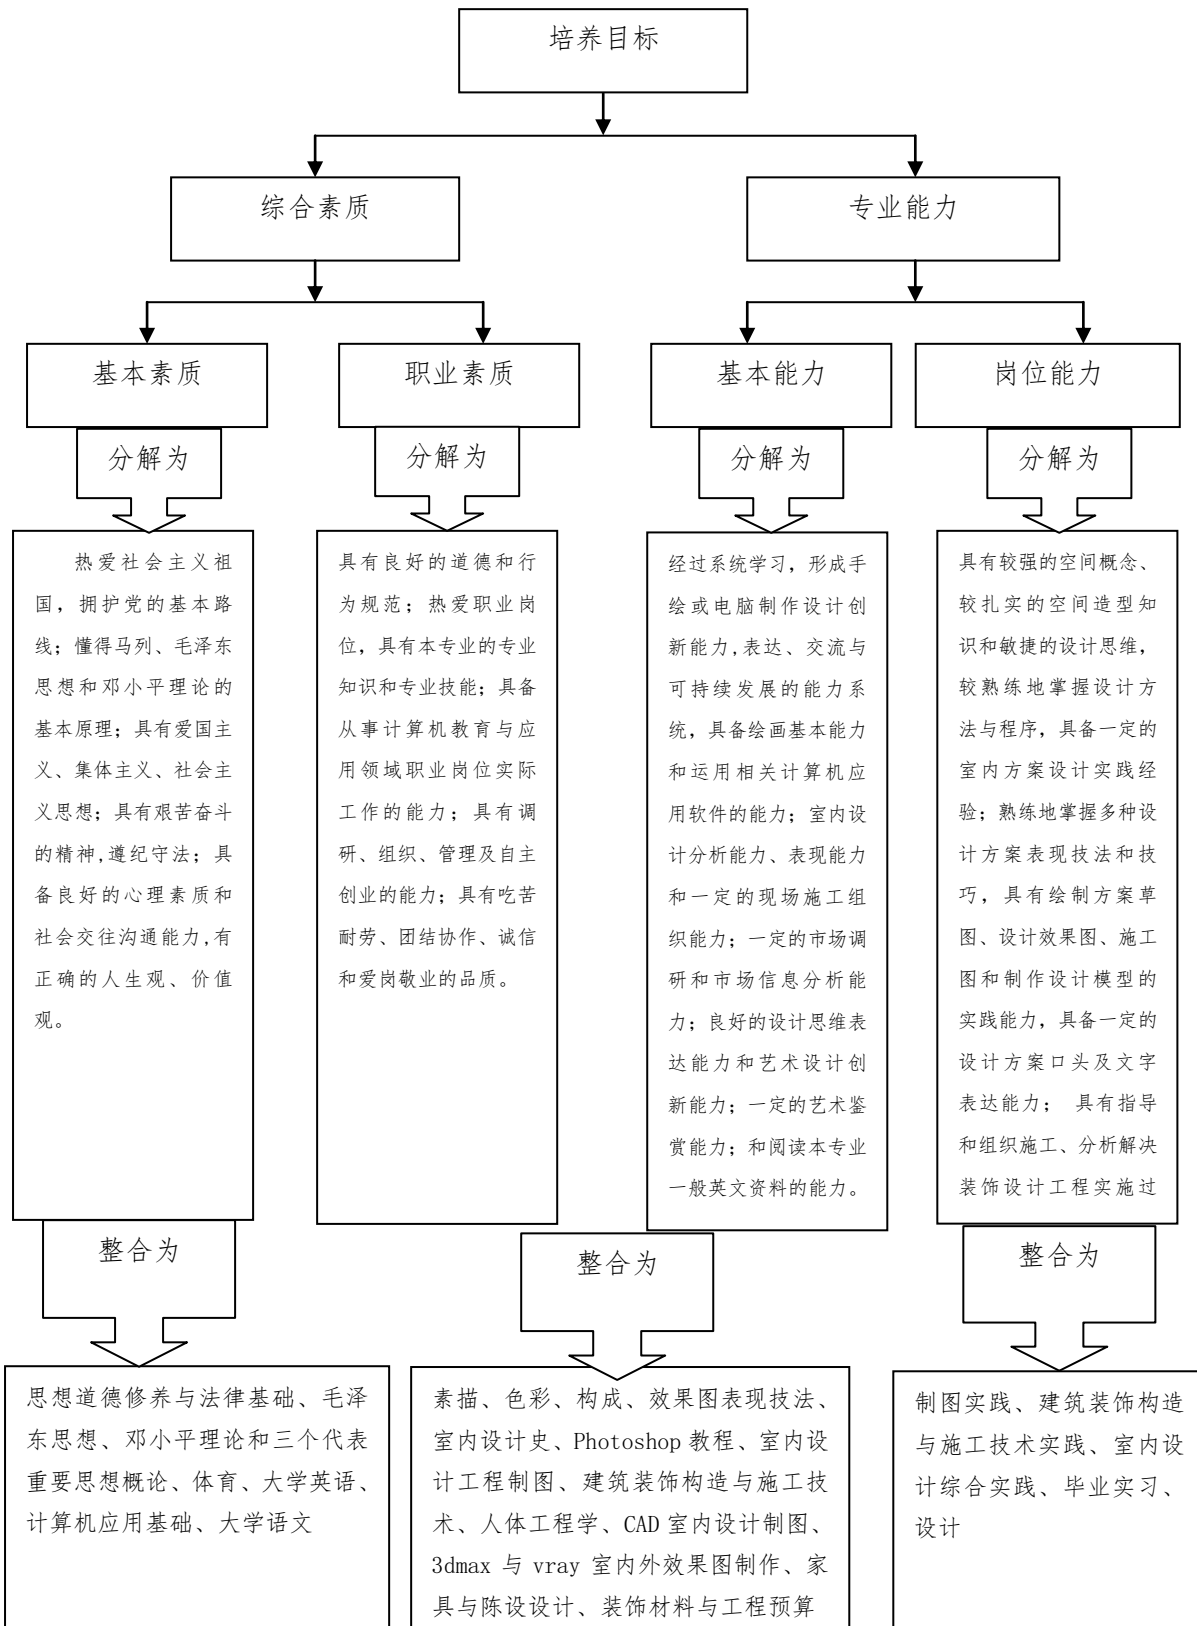 培养目标
综合素质
专业能力
基本素质
职业素质
基本能力
岗位能力
分解为
分解为
分解为
分解为
热爱社会主义祖
国，拥护党的基本路
线；懂得马列、毛泽东
思想和邓小平理论的
基本原理；具有爱国主
义、集体主义、社会主
义思想；具有艰苦奋斗
的精神,遵纪守法；具
备良好的心理素质和
社会交往沟通能力,有
正确的人生观、价值
观。
具有良好的道德和行
为规范；热爱职业岗
位，具有本专业的专业
知识和专业技能；具备
从事计算机教育与应
用领域职业岗位实际
工作的能力；具有调
研、组织、管理及自主
创业的能力；具有吃苦
耐劳、团结协作、诚信
和爱岗敬业的品质。
经过系统学习，形成手
绘或电脑制作设计创
新能力,表达、交流与
可持续发展的能力系
统，具备绘画基本能力
和运用相关计算机应
用软件的能力；室内设
计分析能力、表现能力
和一定的现场施工组
织能力；一定的市场调
研和市场信息分析能
力；良好的设计思维表
达能力和艺术设计创
新能力；一定的艺术鉴
赏能力；和阅读本专业
一般英文资料的能力。
具有较强的空间概念、
较扎实的空间造型知
识和敏捷的设计思维，
较熟练地掌握设计方
法与程序，具备一定的
室内方案设计实践经
验；熟练地掌握多种设
计方案表现技法和技
巧，具有绘制方案草
图、设计效果图、施工
图和制作设计模型的
实践能力，具备一定的
设计方案口头及文字
表达能力； 具有指导
和组织施工、分析解决
装饰设计工程实施过
整合为
整合为
整合为
思想道德修养与法律基础、毛泽
东思想、邓小平理论和三个代表
重要思想概论、体育、大学英语、
计算机应用基础、大学语文
素描、色彩、构成、效果图表现技法、
室内设计史、Photoshop 教程、室内设
计工程制图、建筑装饰构造与施工技
术、人体工程学、CAD 室内设计制图、
3dmax 与 vray 室内外效果图制作、家
具与陈设设计、装饰材料与工程预算
制图实践、建筑装饰构造
与施工技术实践、室内设
计综合实践、毕业实习、
设计